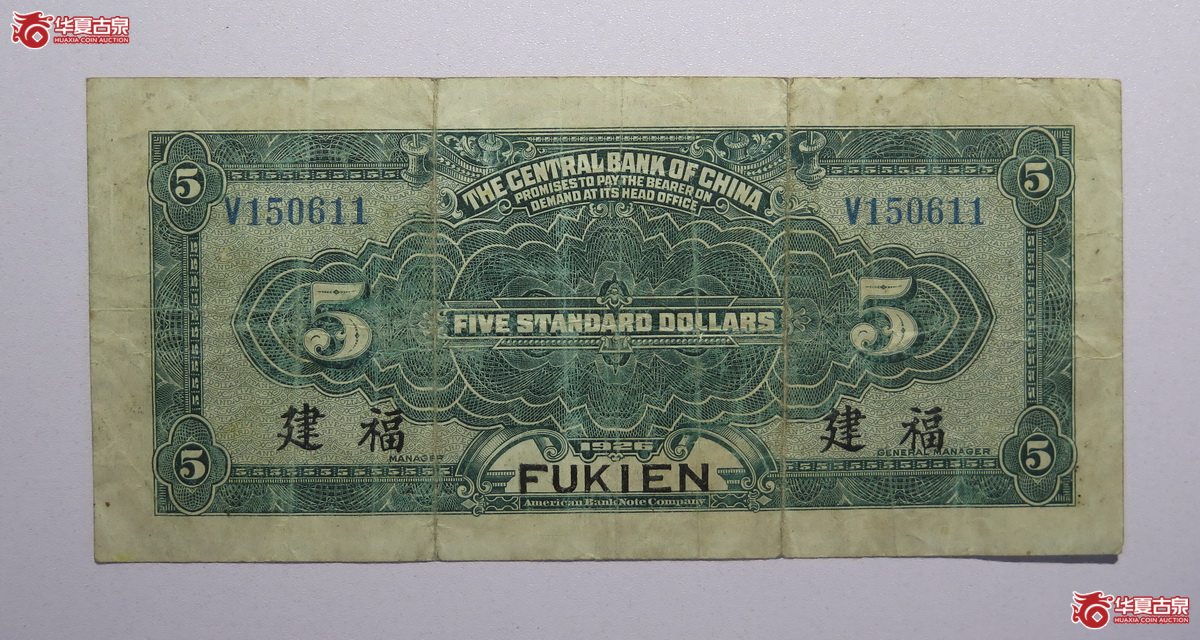 华夏古泉
HUAXIA COIN AUCTION
THE CENTRAL BANK OF CHINA
PROMISES TO PAY THE BEARER ON
DEMAND AT ITS HEAD OFFICE
5
5
V150611
V150611
5
FIVE STANDARD DOLLARS
5
建福
建福
MANAGER
GENERAL MANAGER
1926
5
5
FUKIEN
American Bank Note Company
华夏古泉
HUAXIA COIN AUCTION